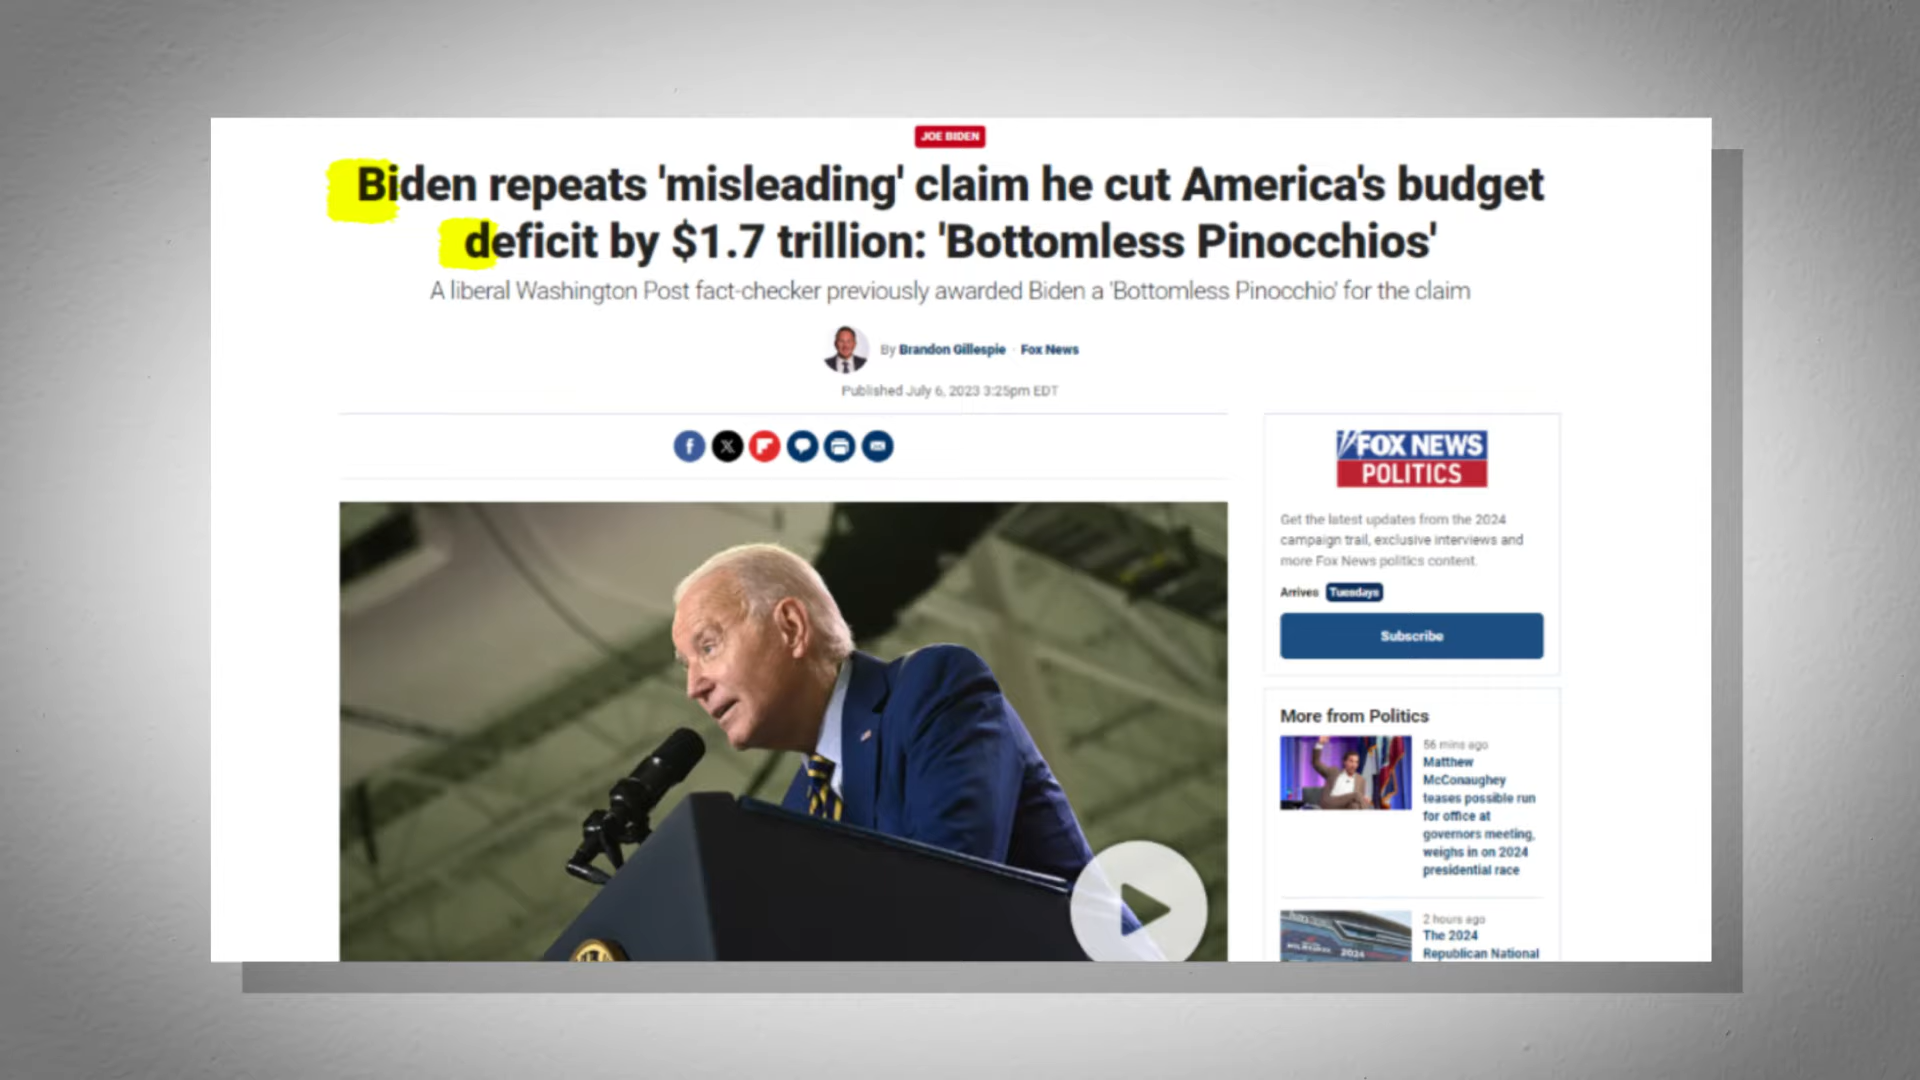 JOE BIDEN
Biden repeats 'misleading' claim he cut America's budget
deficit by $1.7 trillion: 'Bottomless Pinocchios'
A liberal Washington Post fact-checker previously awarded Biden a 'Bottomless Pinocchio' for the claim
By Brandon Gillespie · Fox News
Published July 6, 2023 3:25pm EDT
FOX NEWS
POLITICS
Get the latest updates from the 2024
campaign trail, exclusive interviews and
more Fox News politics content.
Arrives Tuesdays
Subscribe
More from Politics
56 mins ago
Matthew
McConaughey
teases possible run
for office at
governors meeting,
weighs in on 2024
presidential race
2 hours ago
The 2024
Republican National
MILWAUKEE 2024